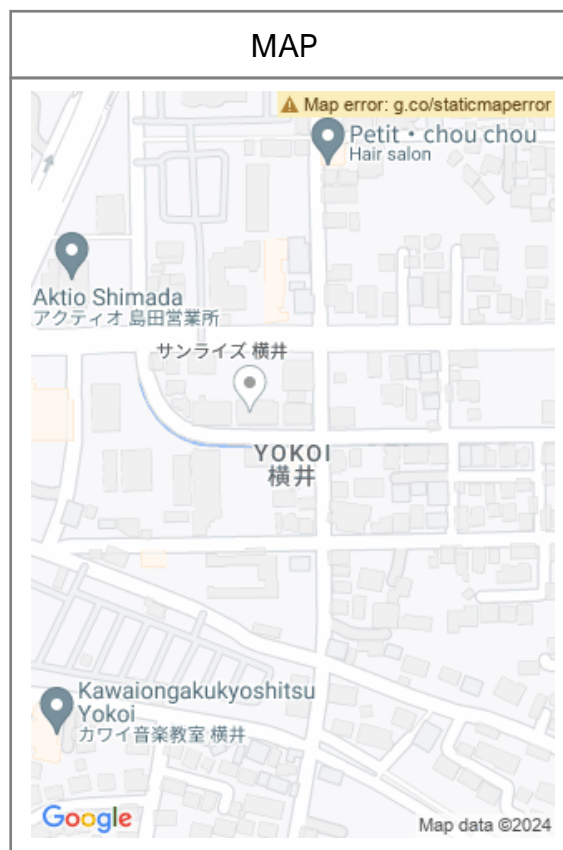 MAP
Map error: g.co/staticmaperror
Petit・chou chou
Hair salon
Aktio Shimada
アクティオ 島田営業所
サンライズ 横井
YOKOI
横井
Kawaiongakukyoshitsu
Yokoi
カワイ音楽教室 横井
Google
Map data ©2024